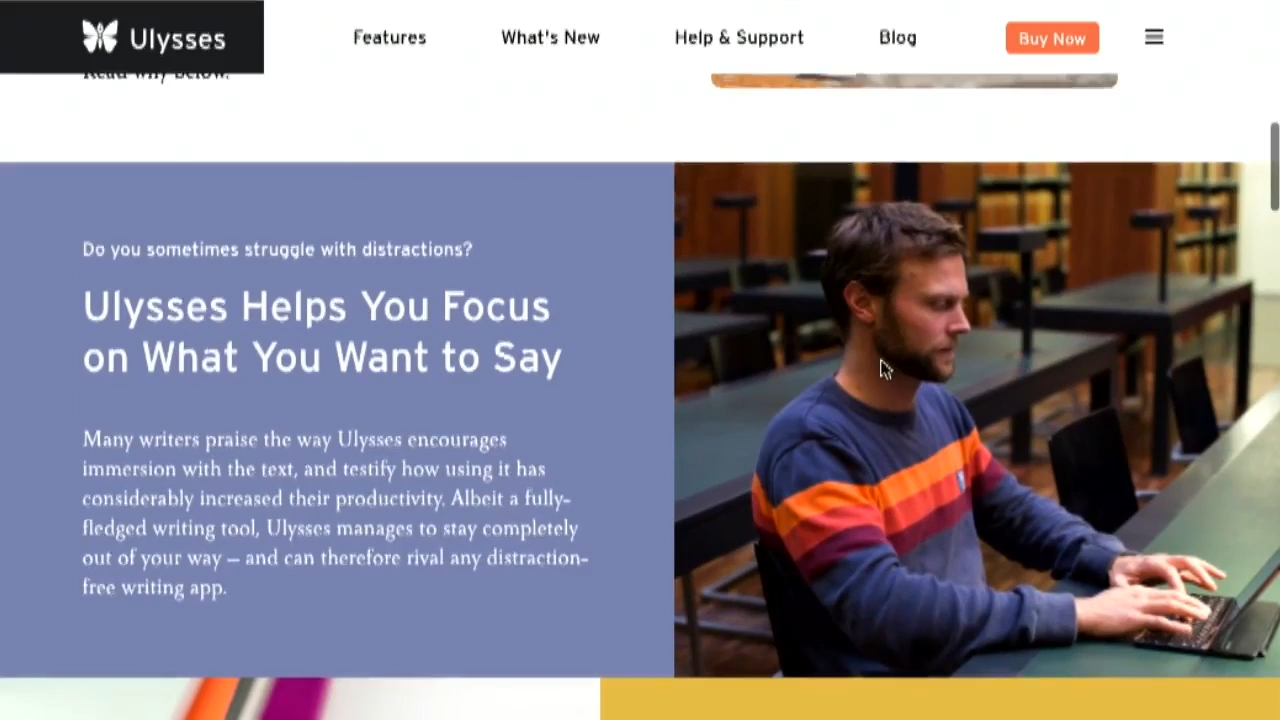 Ulysses
Features
What's New
Help & Support
Blog
Buy Now
Read why below.
Do you sometimes struggle with distractions?
Ulysses Helps You Focus
on What You Want to Say
Many writers praise the way Ulysses encourages
immersion with the text, and testify how using it has
considerably increased their productivity. Albeit a fully-
fledged writing tool, Ulysses manages to stay completely
out of your way – and can therefore rival any distraction-
free writing app.